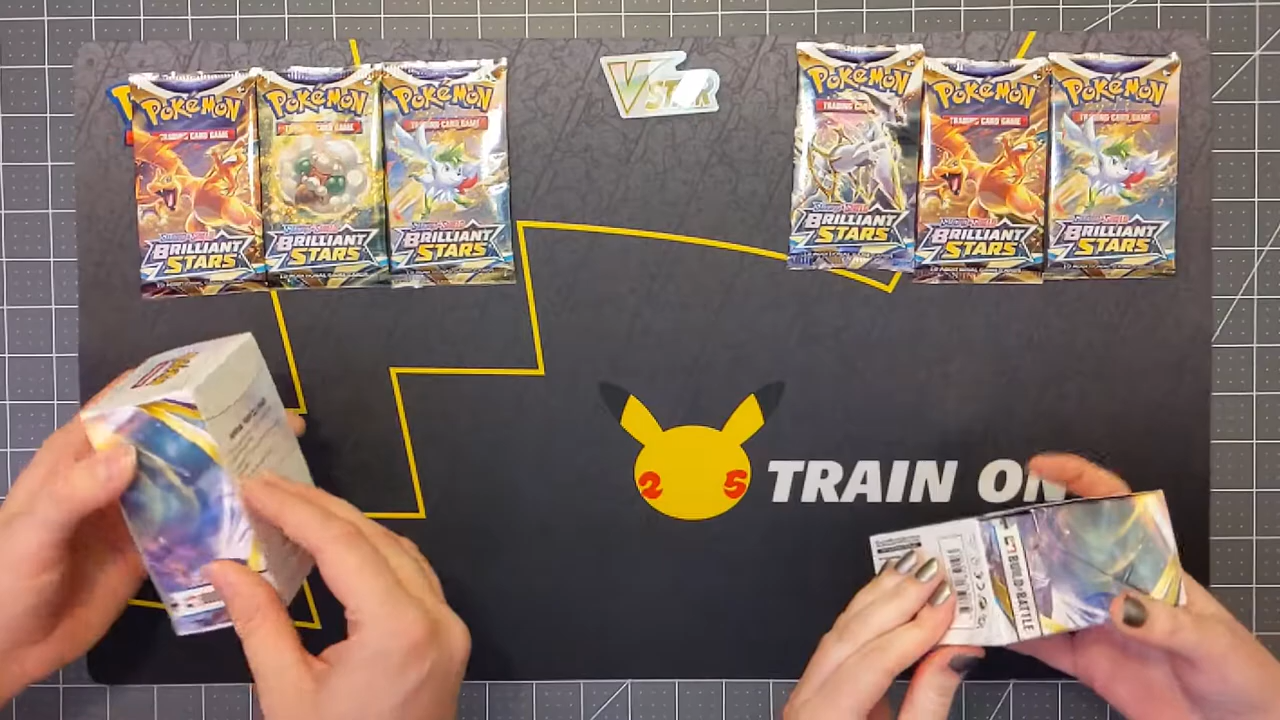 POKÉMON
TRADING CARD GAME
BRILLIANT
STARS
POKÉMON
TRADING CARD GAME
BRILLIANT
STARS
POKÉMON
TRADING CARD GAME
BRILLIANT
STARS
VSTAR
POKÉMON
TRADING CARD GAME
BRILLIANT
STARS
POKÉMON
TRADING CARD GAME
BRILLIANT
STARS
POKÉMON
TRADING CARD GAME
BRILLIANT
STARS
25
TRAIN ON
BUILD & BATTLE